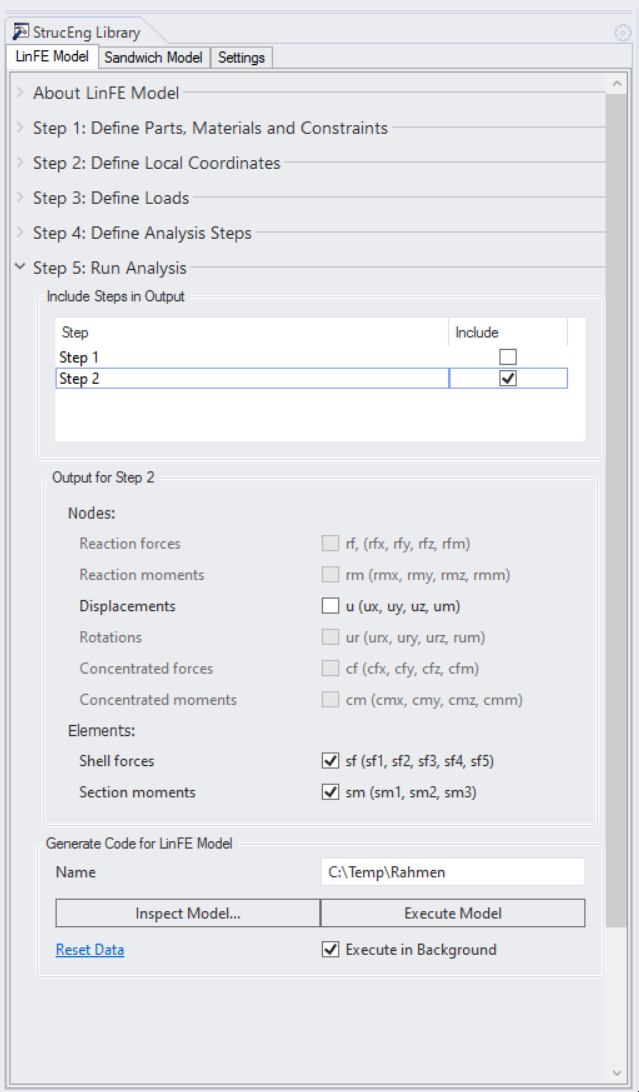 StrucEng Library
LinFE Model Sandwich Model Settings
About LinFE Model
Step 1: Define Parts, Materials and Constraints
Step 2: Define Local Coordinates
Step 3: Define Loads
Step 4: Define Analysis Steps
Step 5: Run Analysis
Include Steps in Output
Step Include
Step 1
Step 2
Output for Step 2
Nodes:
Reaction forces rf, (rfx, rfy, rfz, rfm)
Reaction moments rm (rmx, rmy, rmz, rmm)
Displacements u (ux, uy, uz, um)
Rotations ur (urx, ury, urz, rum)
Concentrated forces cf (cfx, cfy, cfz, cfm)
Concentrated moments cm (cmx, cmy, cmz, cmm)
Elements:
Shell forces sf (sf1, sf2, sf3, sf4, sf5)
Section moments sm (sm1, sm2, sm3)
Generate Code for LinFE Model
Name C:\Temp\Rahmen
Inspect Model... Execute Model
Reset Data Execute in Background